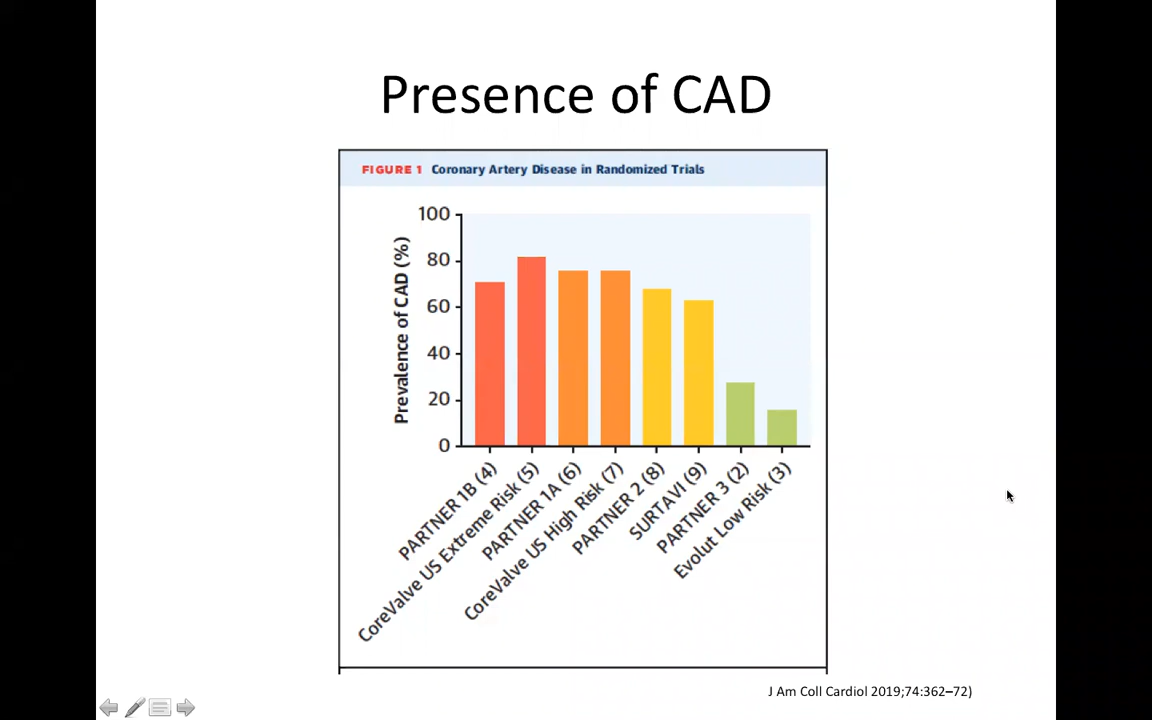 Presence of CAD
FIGURE 1 Coronary Artery Disease in Randomized Trials
Prevalence of CAD (%)
100
80
60
40
20
0
PARTNER 1B (4)
CoreValve US Extreme Risk (5)
PARTNER 1A (6)
CoreValve US High Risk (7)
PARTNER 2 (8)
SURTAVI (9)
PARTNER 3 (2)
Evolut Low Risk (3)
J Am Coll Cardiol 2019;74:362–72)